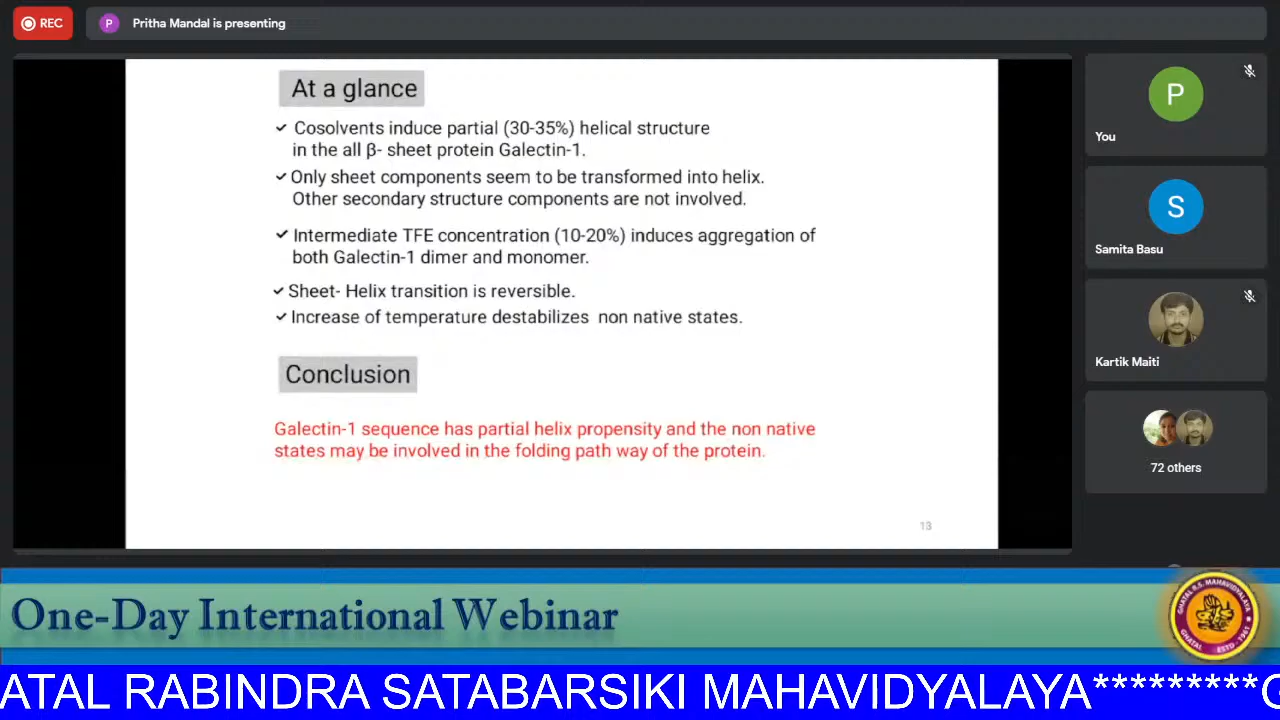 REC
P
Pritha Mandal is presenting
At a glance
✔ Cosolvents induce partial (30-35%) helical structure
in the all β- sheet protein Galectin-1.
✔ Only sheet components seem to be transformed into helix.
Other secondary structure components are not involved.
✔ Intermediate TFE concentration (10-20%) induces aggregation of
both Galectin-1 dimer and monomer.
✔ Sheet- Helix transition is reversible.
✔ Increase of temperature destabilizes non native states.
Conclusion
Galectin-1 sequence has partial helix propensity and the non native
states may be involved in the folding path way of the protein.
13
P
You
S
Samita Basu
Kartik Maiti
72 others
One-Day International Webinar
GHATAL R.S. MAHAVIDYALAYA
GHATAL ESTD - 1961
ATAL RABINDRA SATABARSIKI MAHAVIDYALAYA*********G